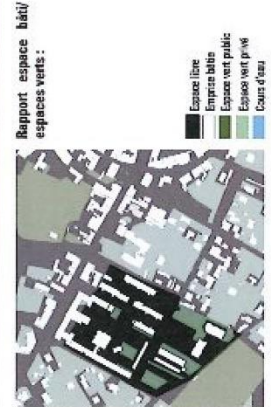 Rapport espace bâti/
espaces verts :
Espace libre
Emprise bâtie
Espace vert public
Espace vert privé
Cours d'eau